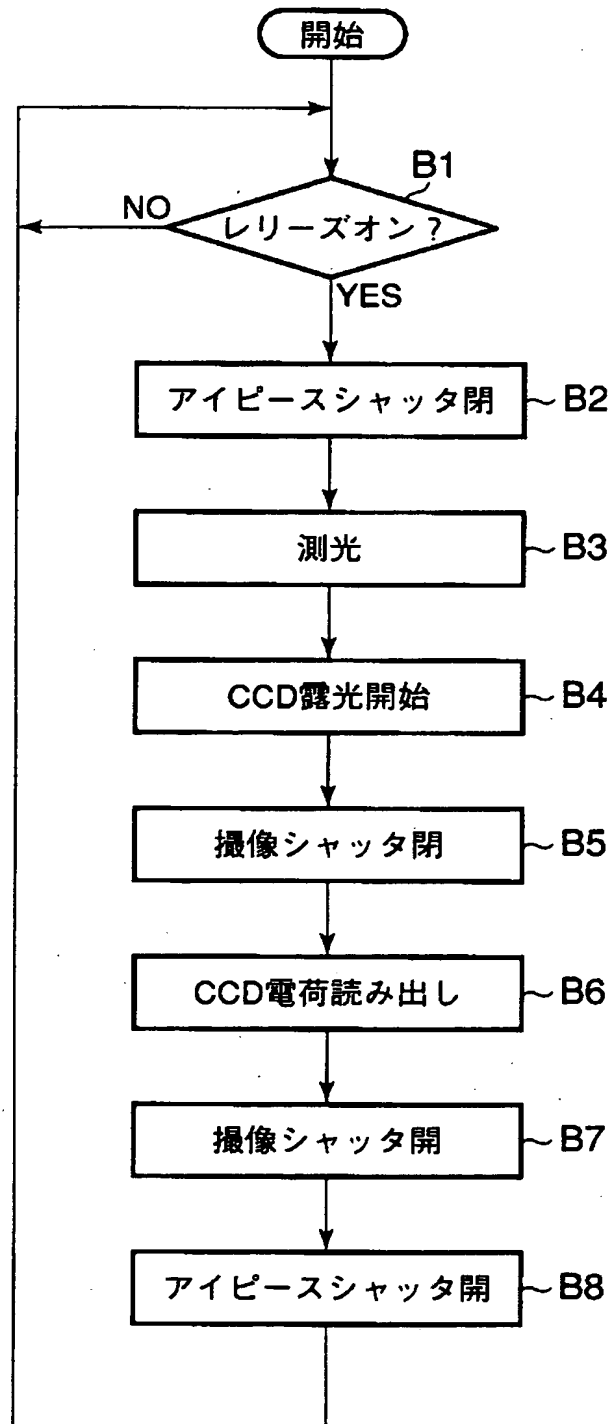 開始
B1
NO
レリーズオン?
YES
アイピースシャッタ閉
B2
測光
B3
CCD露光開始
B4
撮像シャッタ閉
B5
CCD電荷読み出し
B6
撮像シャッタ開
B7
アイピースシャッタ開
B8